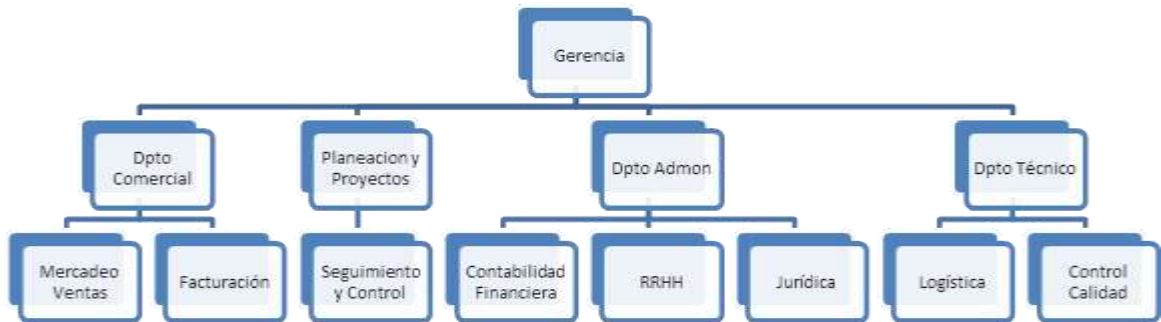 Gerencia
Dpto
Comercial
Planeacion y
Proyectos
Dpto Admon
Dpto Técnico
Mercadeo
Ventas
Facturación
Seguimiento
y Control
Contabilidad
Financiera
RRHH
Jurídica
Logística
Control
Calidad